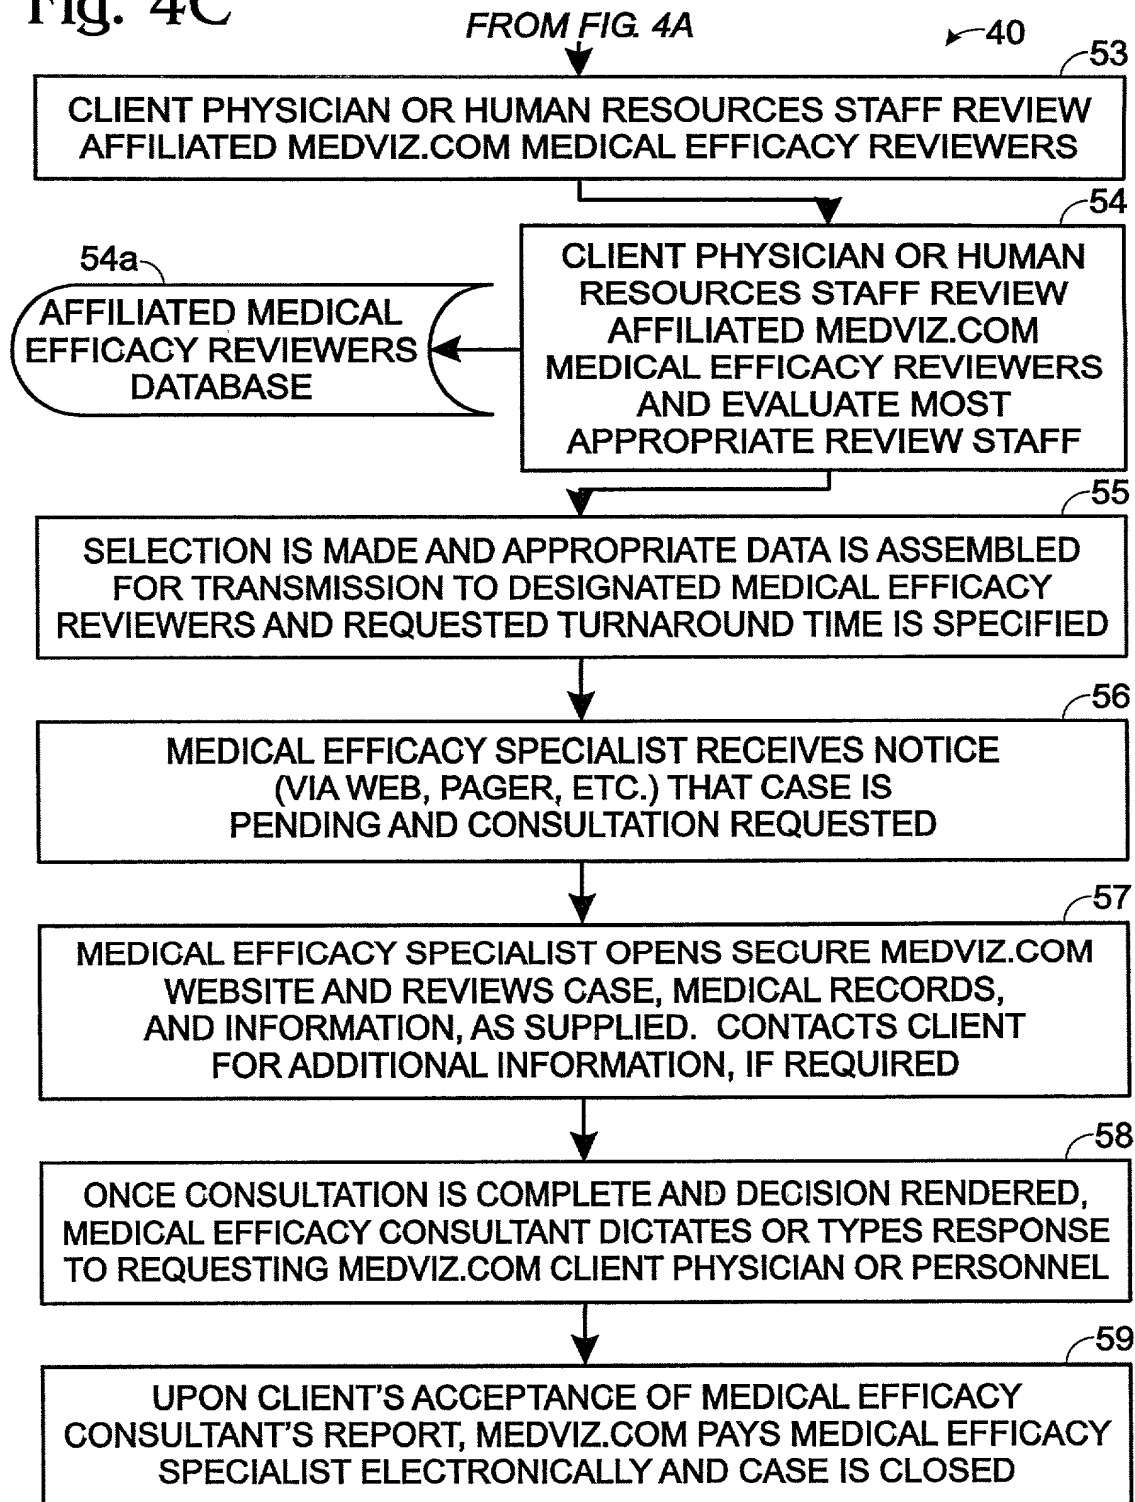 Fig. 4C
FROM FIG. 4A
40
53
CLIENT PHYSICIAN OR HUMAN RESOURCES STAFF REVIEW
AFFILIATED MEDVIZ.COM MEDICAL EFFICACY REVIEWERS
54
CLIENT PHYSICIAN OR HUMAN
RESOURCES STAFF REVIEW
AFFILIATED MEDVIZ.COM
MEDICAL EFFICACY REVIEWERS
AND EVALUATE MOST
APPROPRIATE REVIEW STAFF
54a
AFFILIATED MEDICAL
EFFICACY REVIEWERS
DATABASE
55
SELECTION IS MADE AND APPROPRIATE DATA IS ASSEMBLED
FOR TRANSMISSION TO DESIGNATED MEDICAL EFFICACY
REVIEWERS AND REQUESTED TURNAROUND TIME IS SPECIFIED
56
MEDICAL EFFICACY SPECIALIST RECEIVES NOTICE
(VIA WEB, PAGER, ETC.) THAT CASE IS
PENDING AND CONSULTATION REQUESTED
57
MEDICAL EFFICACY SPECIALIST OPENS SECURE MEDVIZ.COM
WEBSITE AND REVIEWS CASE, MEDICAL RECORDS,
AND INFORMATION, AS SUPPLIED. CONTACTS CLIENT
FOR ADDITIONAL INFORMATION, IF REQUIRED
58
ONCE CONSULTATION IS COMPLETE AND DECISION RENDERED,
MEDICAL EFFICACY CONSULTANT DICTATES OR TYPES RESPONSE
TO REQUESTING MEDVIZ.COM CLIENT PHYSICIAN OR PERSONNEL
59
UPON CLIENT'S ACCEPTANCE OF MEDICAL EFFICACY
CONSULTANT'S REPORT, MEDVIZ.COM PAYS MEDICAL EFFICACY
SPECIALIST ELECTRONICALLY AND CASE IS CLOSED